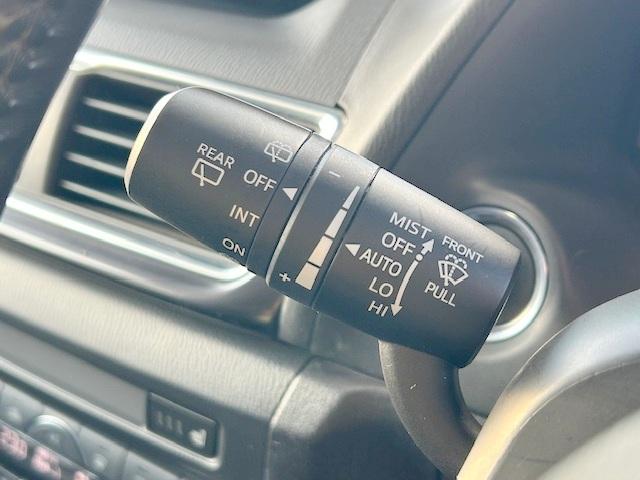 REAR
OFF
INT
ON
−
+
MIST
OFF
AUTO
LO
HI
FRONT
PULL